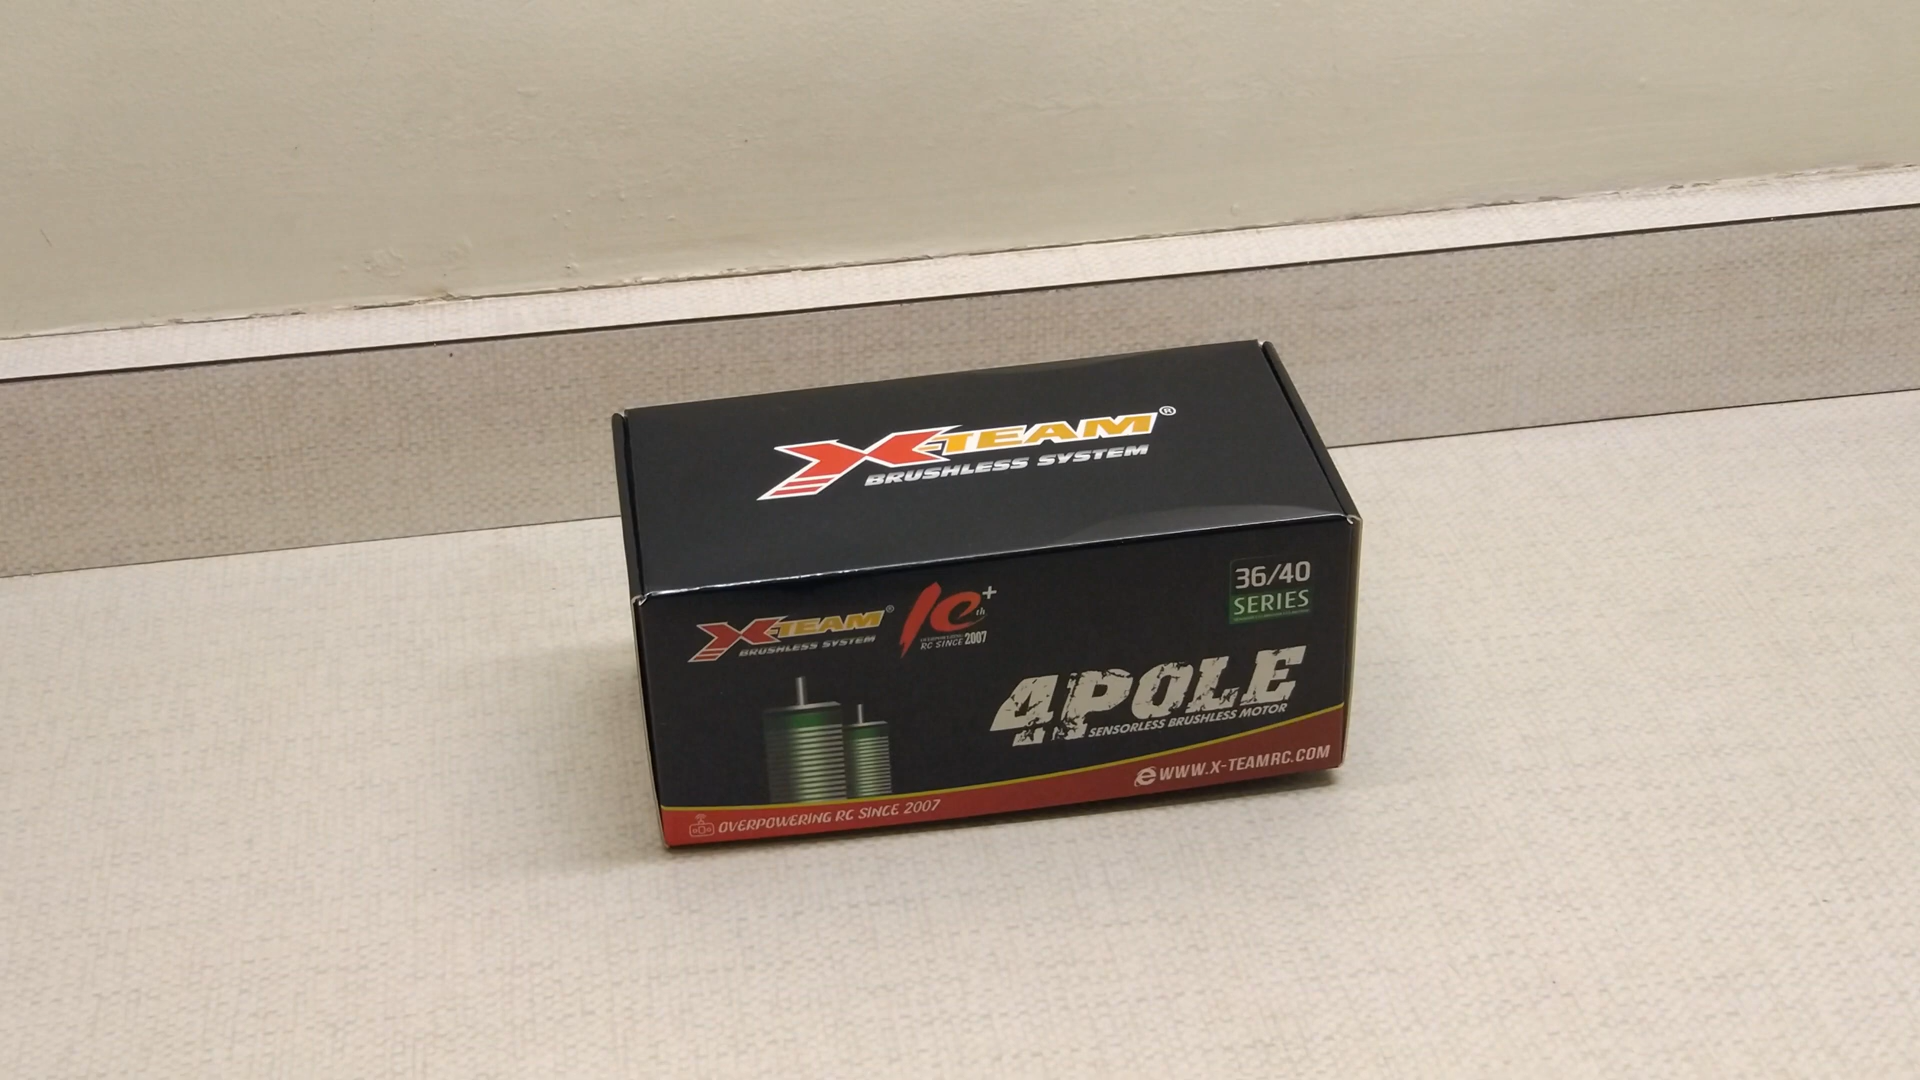 X-TEAM®
BRUSHLESS SYSTEM
X-TEAM®
BRUSHLESS SYSTEM
10th+
RC SINCE 2007
36/40
SERIES
4POLE
SENSORLESS BRUSHLESS MOTOR
WWW.X-TEAMRC.COM
OVERPOWERING RC SINCE 2007